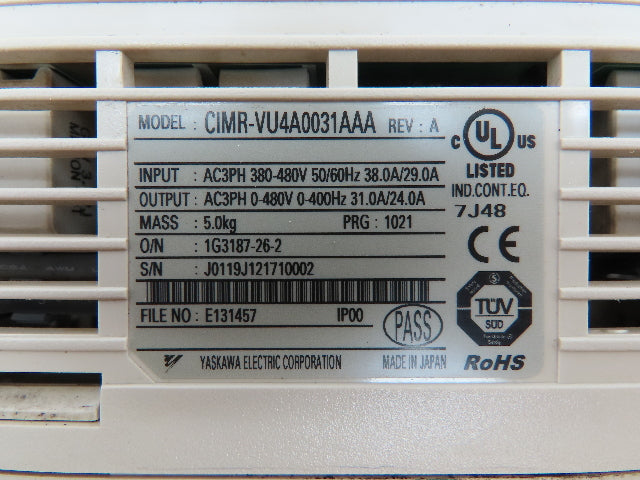 MODEL : CIMR-VU4A0031AAA REV : A
INPUT : AC3PH 380-480V 50/60Hz 38.0A/29.0A
OUTPUT : AC3PH 0-480V 0-400Hz 31.0A/24.0A
MASS : 5.0kg PRG : 1021
O/N : 1G3187-26-2
S/N : J0119J121710002
FILE NO : E131457 IP00
PASS
YASKAWA ELECTRIC CORPORATION MADE IN JAPAN
C UL US
LISTED
IND.CONT.EQ.
7J48
CE
TÜV
SÜD
RoHS